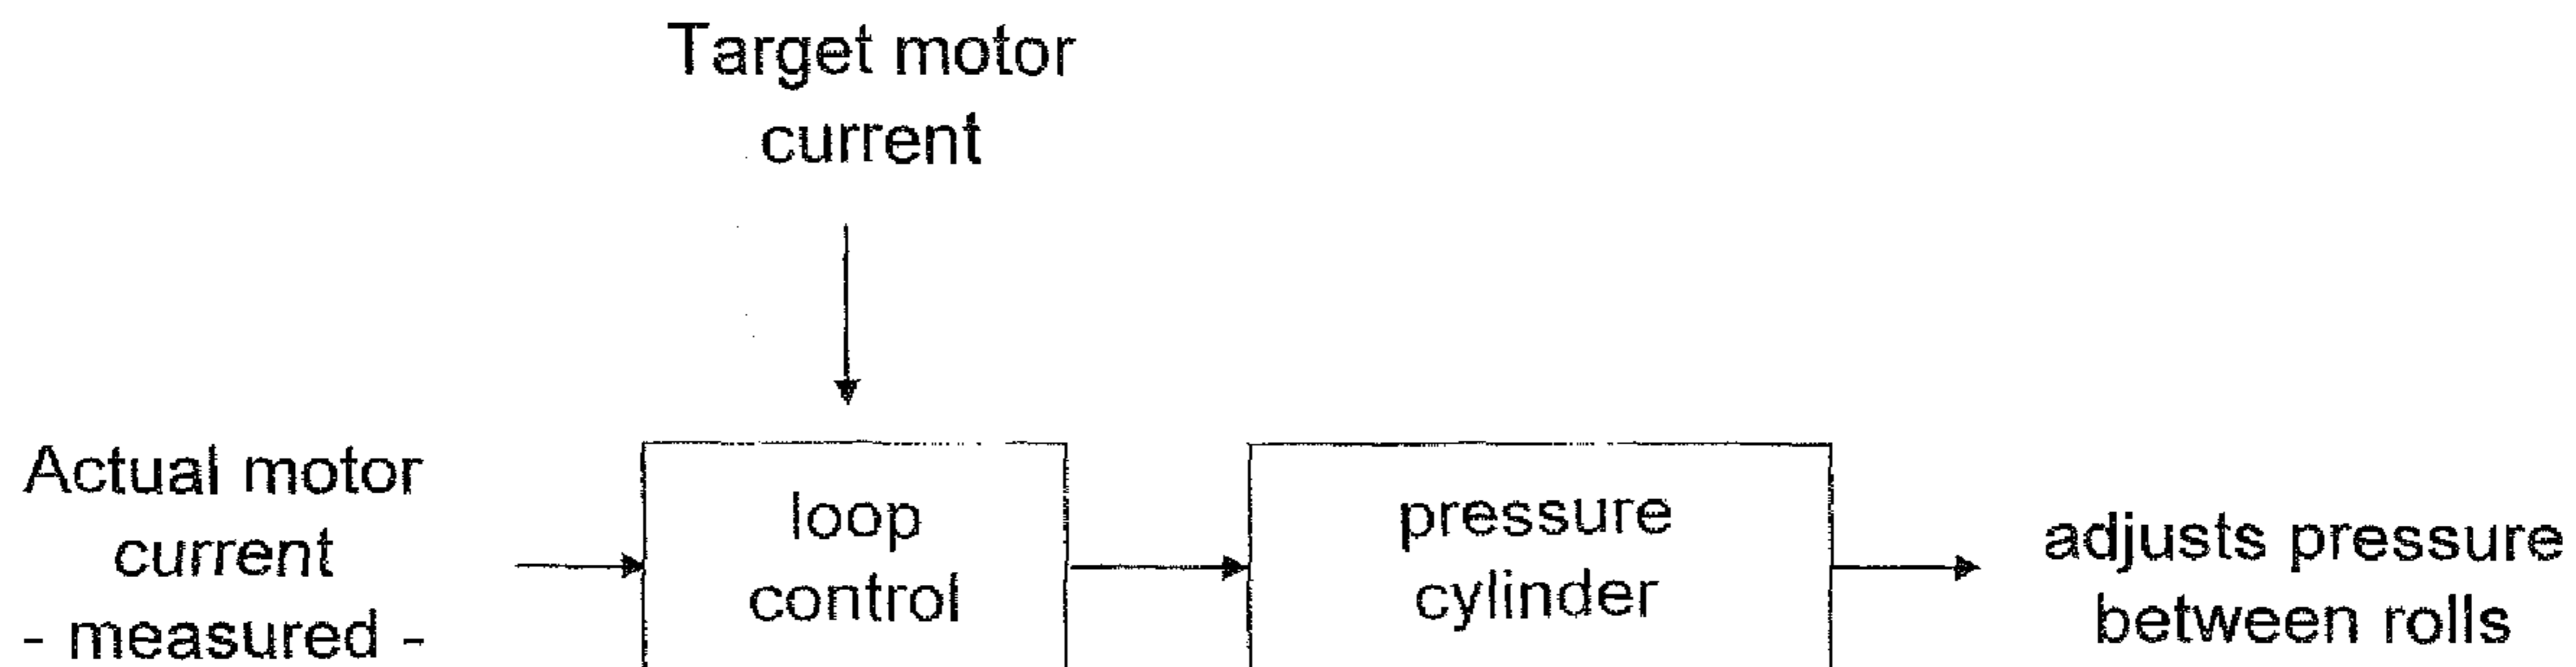 Target motor
current
Actual motor
current
- measured -
loop
control
pressure
cylinder
adjusts pressure
between rolls